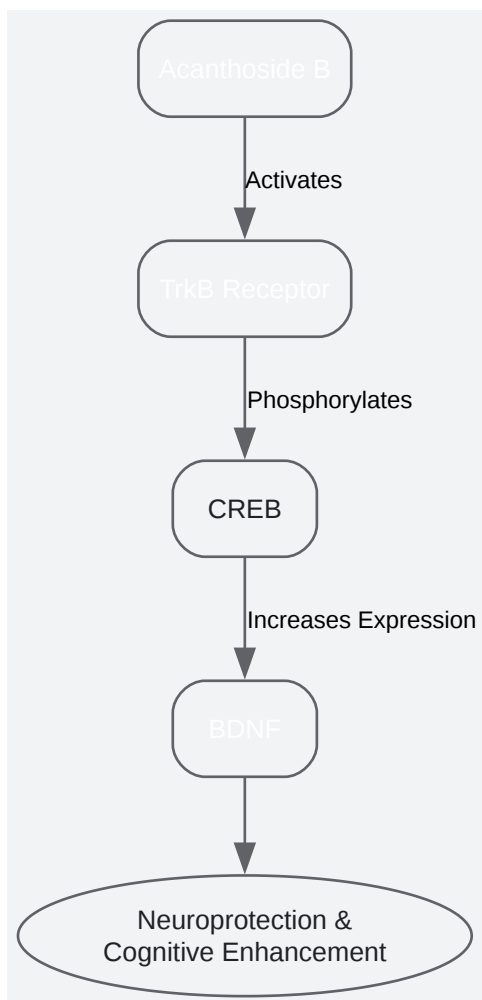 Acanthoside B
Activates
TrkB Receptor
Phosphorylates
CREB
Increases Expression
BDNF
Neuroprotection &
Cognitive Enhancement